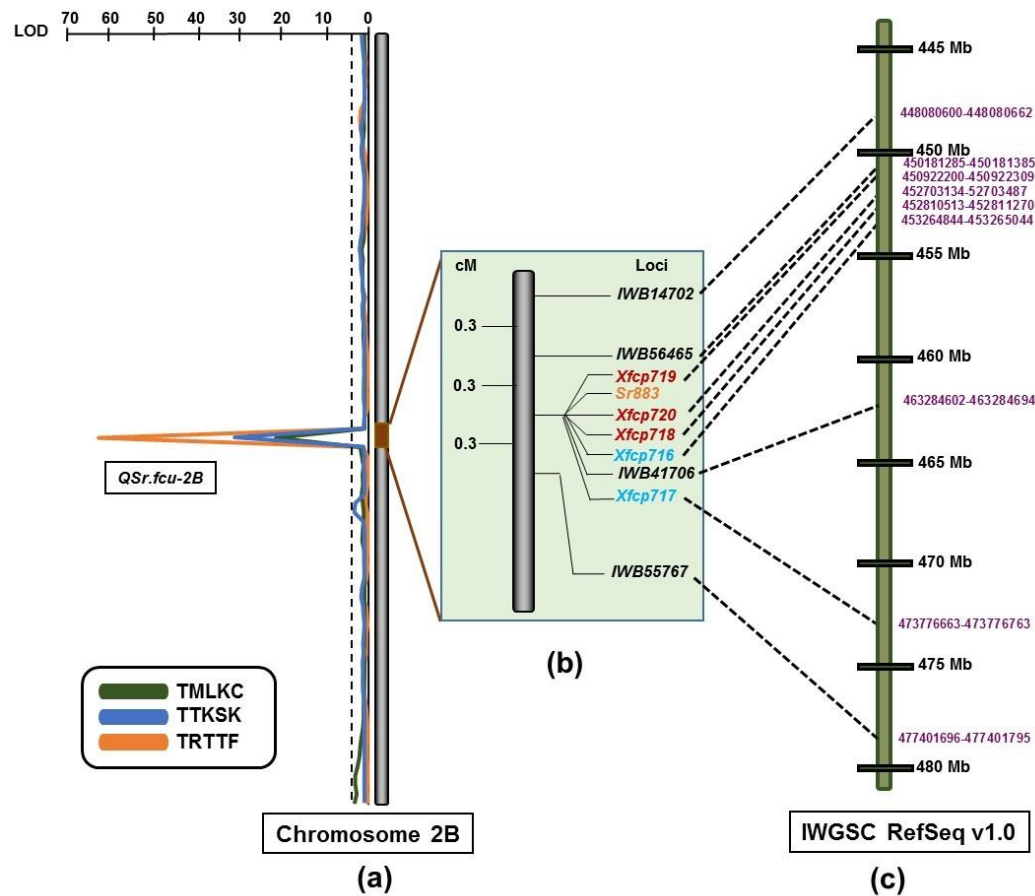 70 60 50 40 30 20 10 0
LOD
QSr.fcu-2B
TMLKC
TTKSK
TRTTF
Chromosome 2B
(a)
cM Loci
IWB14702
0.3
IWB56465
Xfcp719
0.3
Sr883
Xfcp720
Xfcp718
0.3
Xfcp716
IWB41706
Xfcp717
IWB55767
(b)
445 Mb
448080600-448080662
450 Mb
450181285-450181385
450922200-450922309
452703134-52703487
452810513-452811270
453264844-453265044
455 Mb
460 Mb
463284602-463284694
465 Mb
470 Mb
473776663-473776763
475 Mb
477401696-477401795
480 Mb
IWGSC RefSeq v1.0
(c)